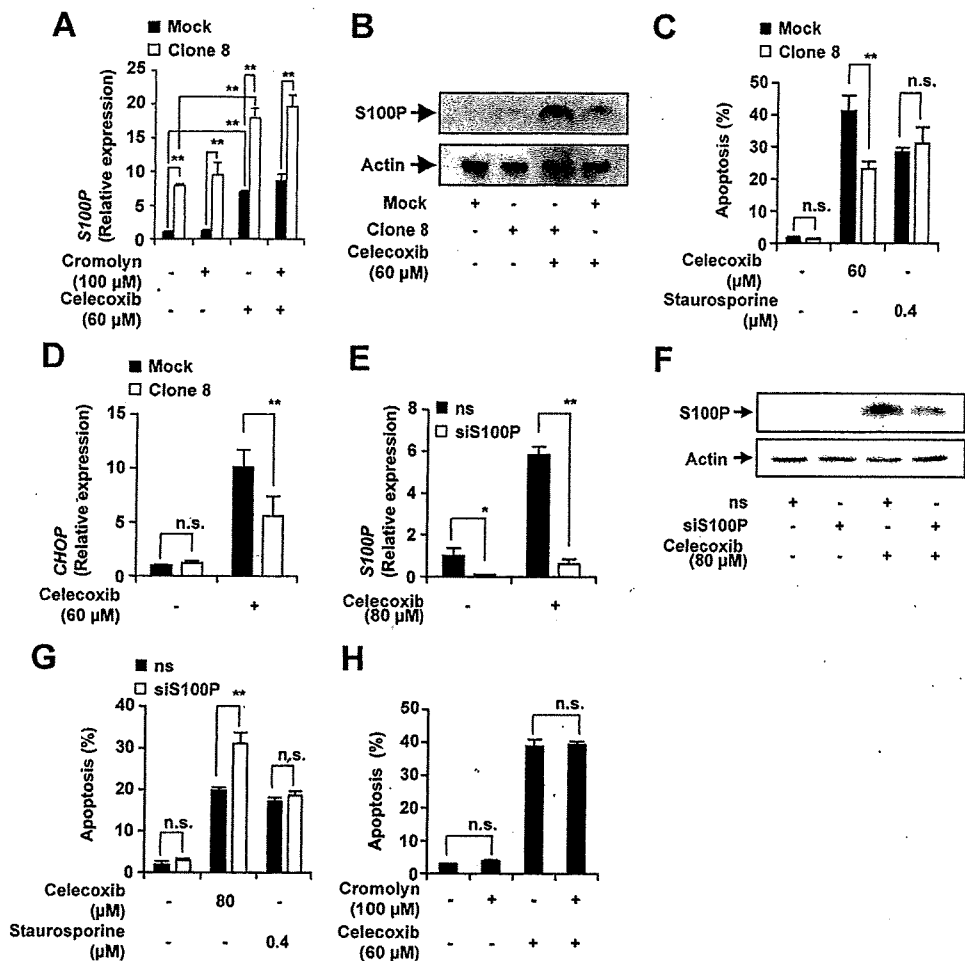 A
Mock
Clone 8
S100P
(Relative expression)
25
20
15
10
5
0
**
**
**
**
**
**
Cromolyn
(100 µM)
- + - +
Celecoxib
(60 µM)
- - + +
B
S100P
Actin
Mock
+ - - +
Clone 8
- + + -
Celecoxib
(60 µM)
- - + +
C
Mock
Clone 8
Apoptosis (%)
50
40
30
20
10
0
n.s.
**
n.s.
Celecoxib
(µM)
- 60 -
Staurosporine
(µM)
- - 0.4
D
Mock
Clone 8
CHOP
(Relative expression)
15
10
5
0
n.s.
**
Celecoxib
(60 µM)
- +
E
ns
siS100P
S100P
(Relative expression)
8
6
4
2
0
*
**
Celecoxib
(80 µM)
- +
F
S100P
Actin
ns
+ - + -
siS100P
- + - +
Celecoxib
(80 µM)
- - + +
G
ns
siS100P
Apoptosis (%)
40
30
20
10
0
n.s.
**
n.s.
Celecoxib
(µM)
- 80 -
Staurosporine
(µM)
- - 0.4
H
Apoptosis (%)
50
40
30
20
10
0
n.s.
n.s.
Cromolyn
(100 µM)
- + - +
Celecoxib
(60 µM)
- - + +